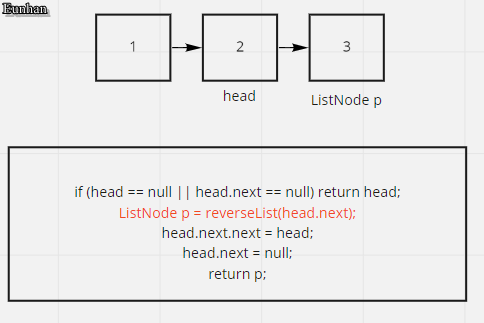 Eunhan
1
2
3
head
ListNode p
if (head == null || head.next == null) return head;
ListNode p = reverseList(head.next);
head.next.next = head;
head.next = null;
return p;